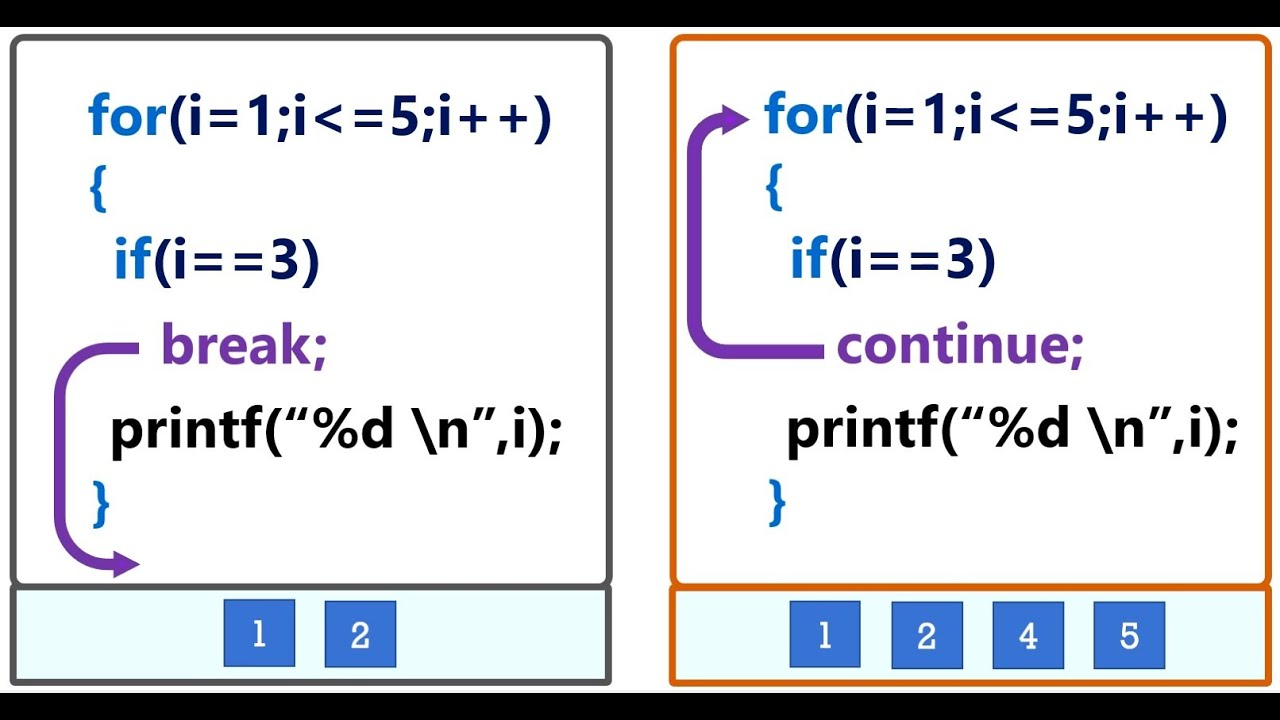 for(i=1;i<=5;i++)
{
if(i==3)
break;
printf(“%d \n”,i);
}
1 2
for(i=1;i<=5;i++)
{
if(i==3)
continue;
printf(“%d \n”,i);
}
1 2 4 5